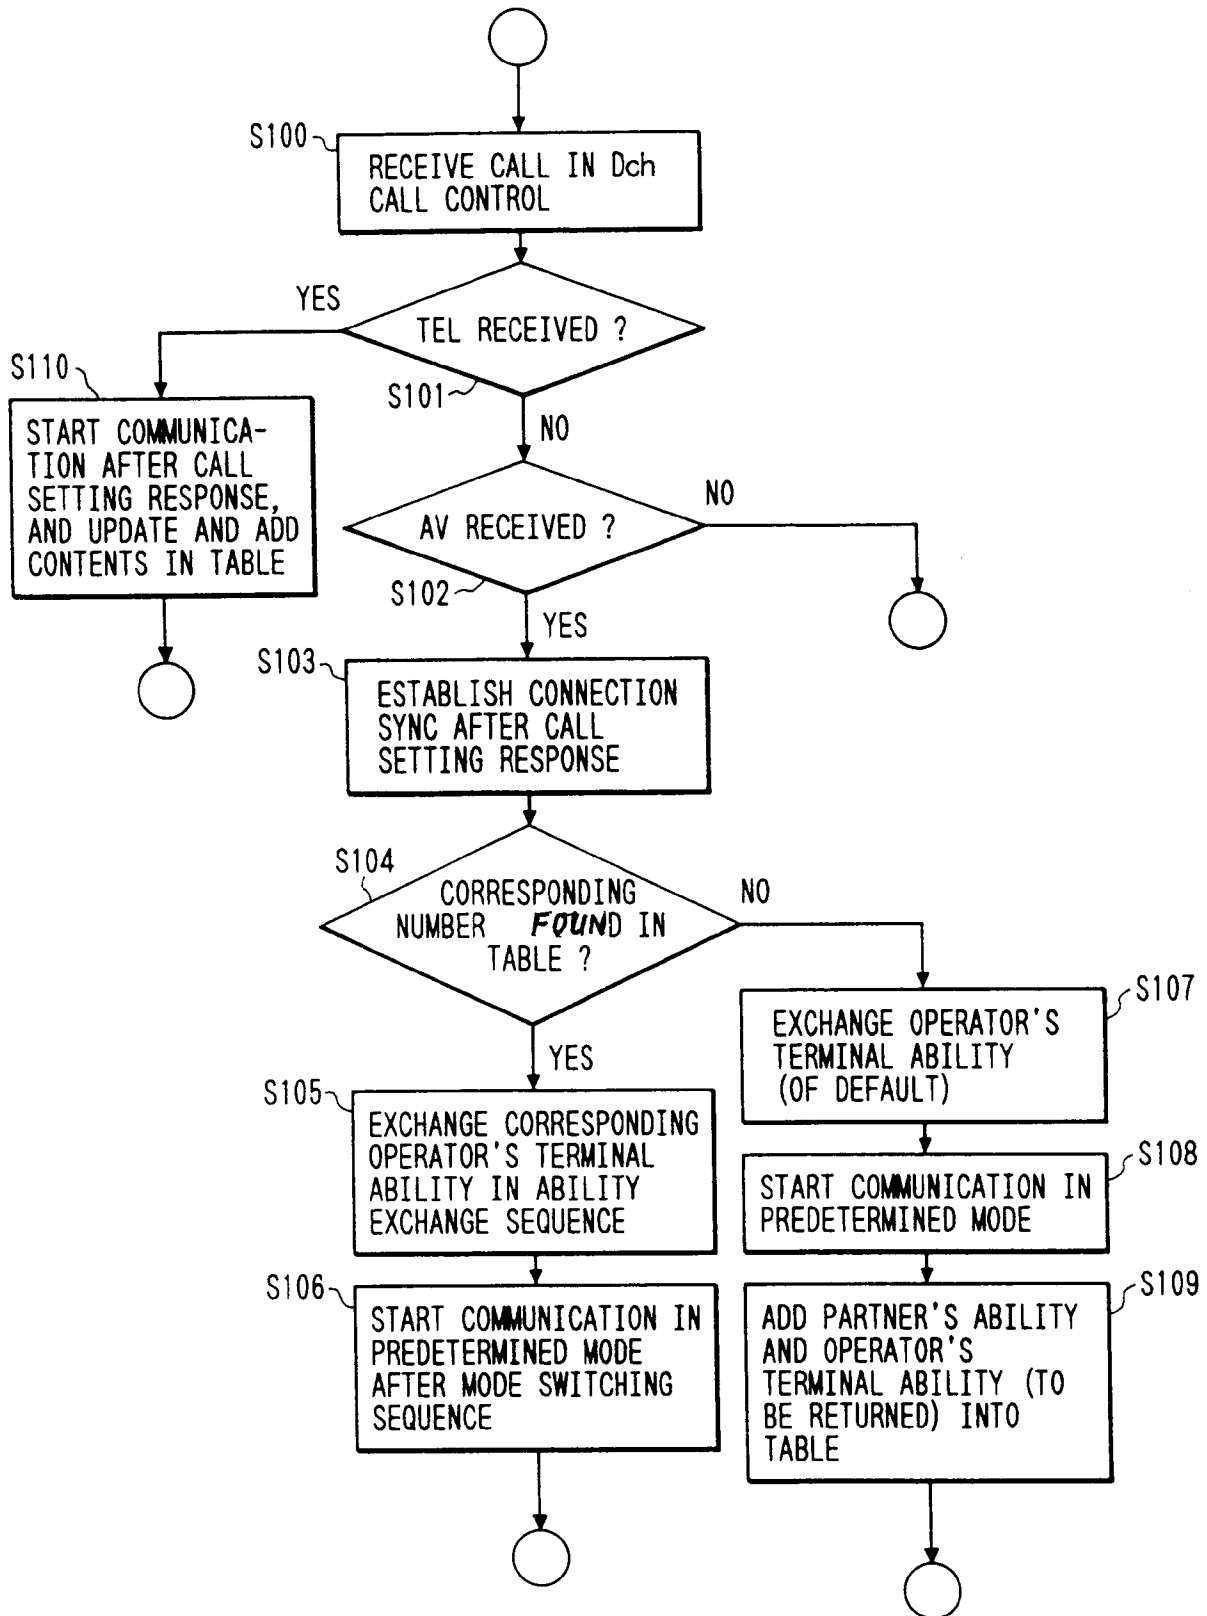 S100
RECEIVE CALL IN Dch
CALL CONTROL
YES
TEL RECEIVED ?
S101
S110
START COMMUNICA-
TION AFTER CALL
SETTING RESPONSE,
AND UPDATE AND ADD
CONTENTS IN TABLE
NO
AV RECEIVED ?
NO
S102
YES
S103
ESTABLISH CONNECTION
SYNC AFTER CALL
SETTING RESPONSE
S104
CORRESPONDING
NUMBER FOUND IN
TABLE ?
NO
YES
S105
EXCHANGE CORRESPONDING
OPERATOR'S TERMINAL
ABILITY IN ABILITY
EXCHANGE SEQUENCE
S106
START COMMUNICATION IN
PREDETERMINED MODE
AFTER MODE SWITCHING
SEQUENCE
S107
EXCHANGE OPERATOR'S
TERMINAL ABILITY
(OF DEFAULT)
S108
START COMMUNICATION IN
PREDETERMINED MODE
S109
ADD PARTNER'S ABILITY
AND OPERATOR'S
TERMINAL ABILITY (TO
BE RETURNED) INTO
TABLE